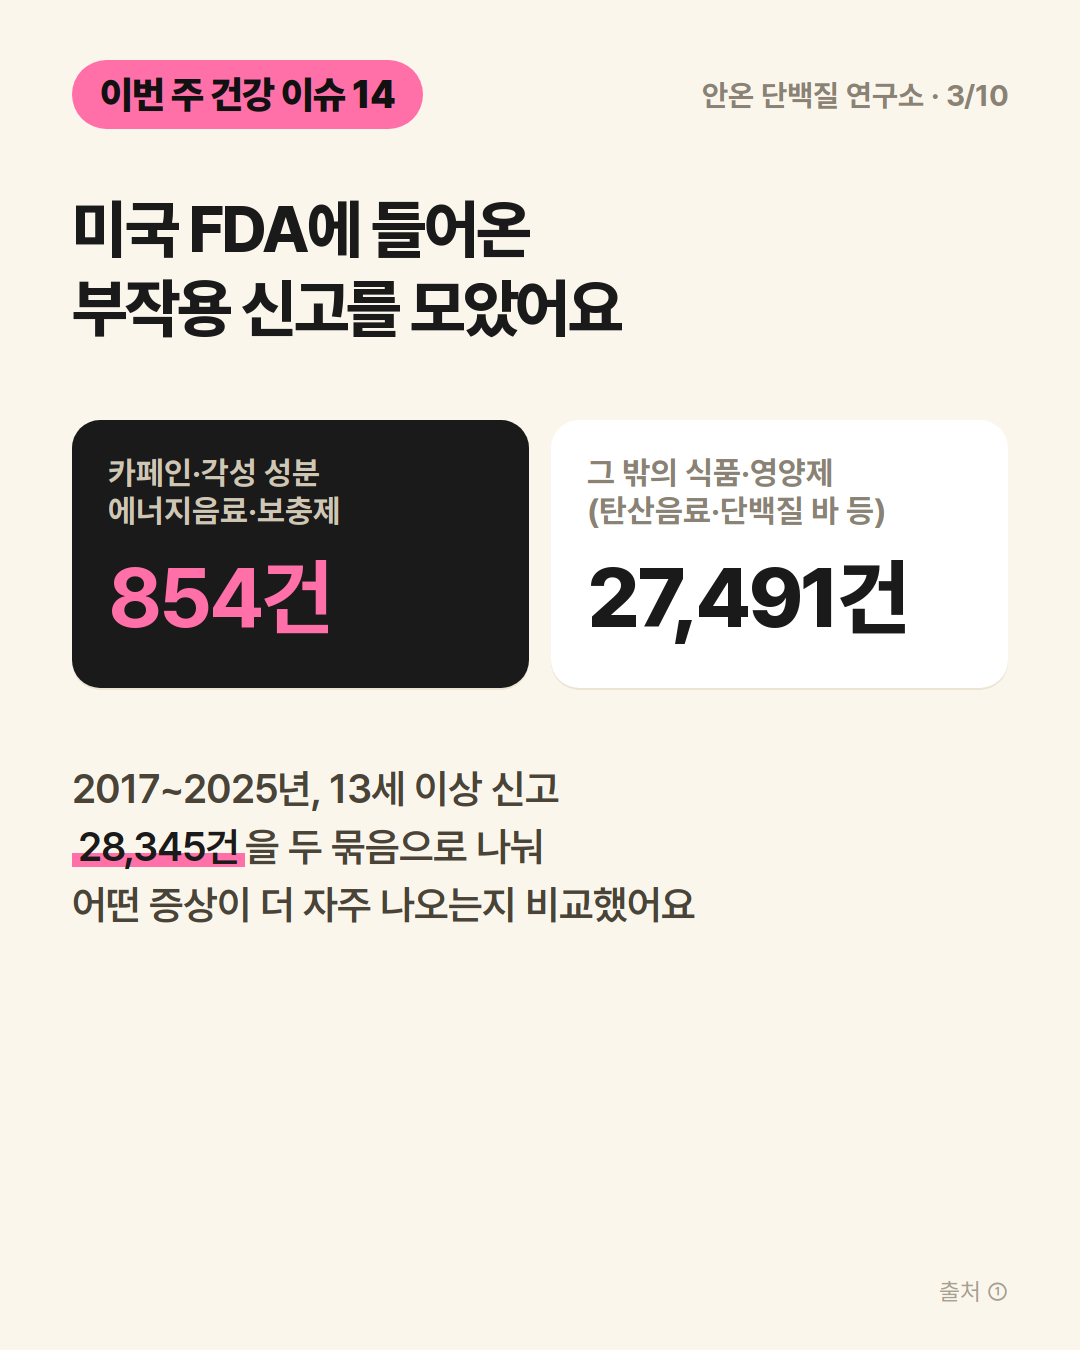 이번 주 건강 이슈 14
안온 단백질 연구소 · 3/10
미국 FDA에 들어온
부작용 신고를 모았어요
카페인·각성 성분
에너지음료·보충제
854건
그 밖의 식품·영양제
(탄산음료·단백질 바 등)
27,491건
2017~2025년, 13세 이상 신고
28,345건을 두 묶음으로 나눠
어떤 증상이 더 자주 나오는지 비교했어요
출처 ①